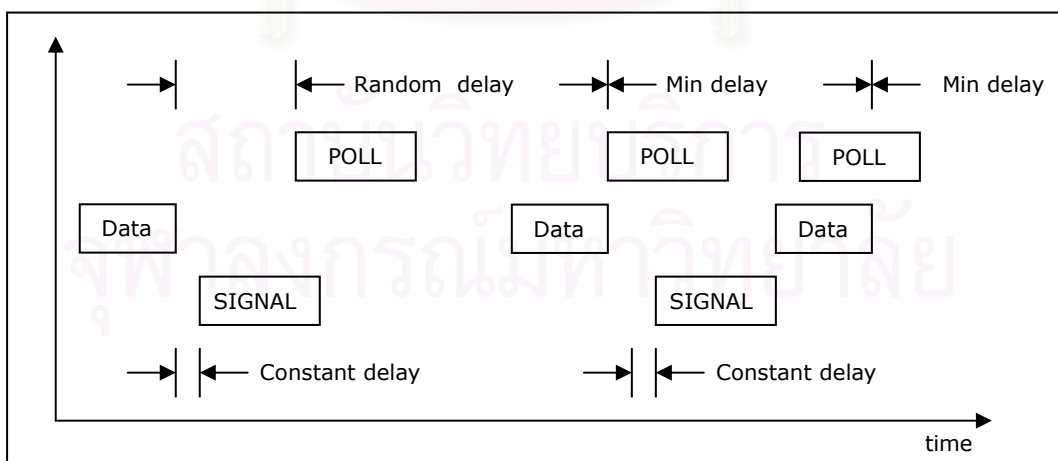 Random delay
Min delay
Min delay
POLL
POLL
POLL
สถาบันวิทยบริการ
Data
Data
Data
จุฬาลงกรณ์มหาวิทยาลัย
SIGNAL
SIGNAL
Constant delay
Constant delay
time